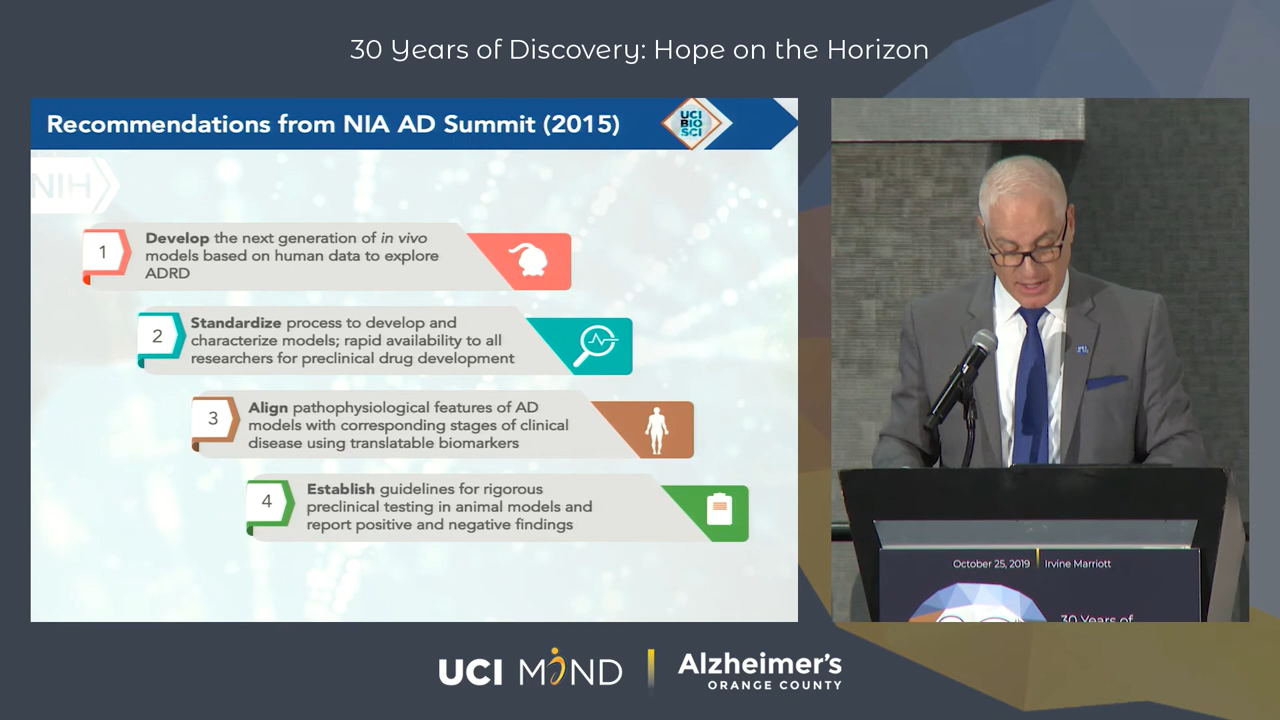 30 Years of Discovery: Hope on the Horizon
Recommendations from NIA AD Summit (2015)
UCI
BIO
SCI
NIH
1
Develop the next generation of in vivo
models based on human data to explore
ADRD
2
Standardize process to develop and
characterize models; rapid availability to all
researchers for preclinical drug development
3
Align pathophysiological features of AD
models with corresponding stages of clinical
disease using translatable biomarkers
4
Establish guidelines for rigorous
preclinical testing in animal models and
report positive and negative findings
October 25, 2019 | Irvine Marriott
30 Years of
UCI MIND | Alzheimer's
ORANGE COUNTY